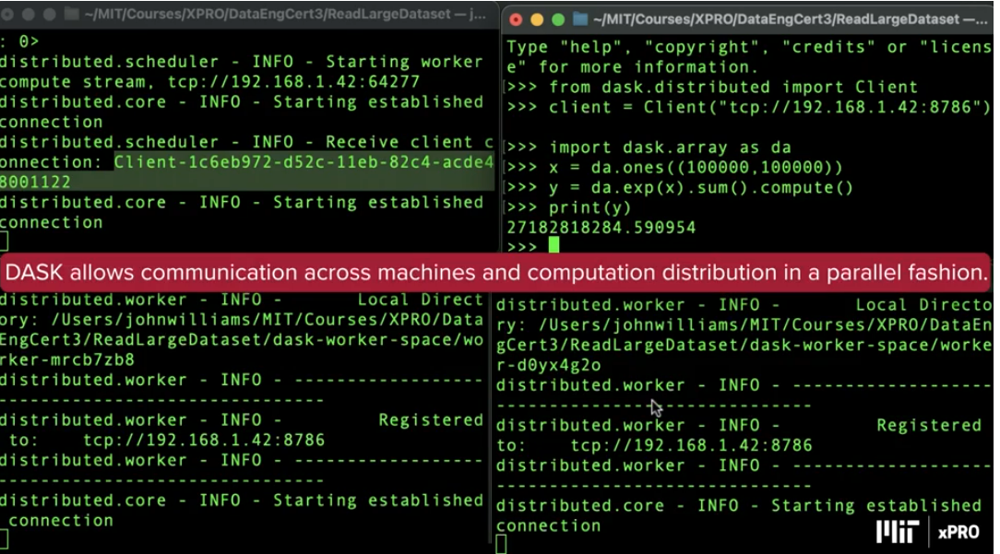 ~/MIT/Courses/XPRO/DataEngCert3/ReadLargeDataset — j...
: 0>
distributed.scheduler - INFO - Starting worker
compute stream, tcp://192.168.1.42:64277
distributed.core - INFO - Starting established
connection
distributed.scheduler - INFO - Receive client c
onnection: Client-1c6eb972-d52c-11eb-82c4-acde4
8001122
distributed.core - INFO - Starting established
connection
~/MIT/Courses/XPRO/DataEngCert3/ReadLargeDataset —...
Type "help", "copyright", "credits" or "licens
e" for more information.
>>> from dask.distributed import Client
>>> client = Client("tcp://192.168.1.42:8786")
>>> import dask.array as da
>>> x = da.ones((100000,100000))
>>> y = da.exp(x).sum().compute()
>>> print(y)
27182818284.590954
>>>
DASK allows communication across machines and computation distribution in a parallel fashion.
distributed.worker - INFO - Local Direct
ory: /Users/johnwilliams/MIT/Courses/XPRO/Data
EngCert3/ReadLargeDataset/dask-worker-space/wo
rker-mrcb7zb8
distributed.worker - INFO - ------------------
--------------------------------
distributed.worker - INFO - Registered
to: tcp://192.168.1.42:8786
distributed.worker - INFO - ------------------
--------------------------------
distributed.core - INFO - Starting established
connection
distributed.worker - INFO - Local Directo
ry: /Users/johnwilliams/MIT/Courses/XPRO/DataEn
gCert3/ReadLargeDataset/dask-worker-space/worke
r-d0yx4g2o
distributed.worker - INFO - -------------------
-------------------------------
distributed.worker - INFO - Registered
to: tcp://192.168.1.42:8786
distributed.worker - INFO - -------------------
-------------------------------
distributed.core - INFO - Starting established
connection
MIT xPRO